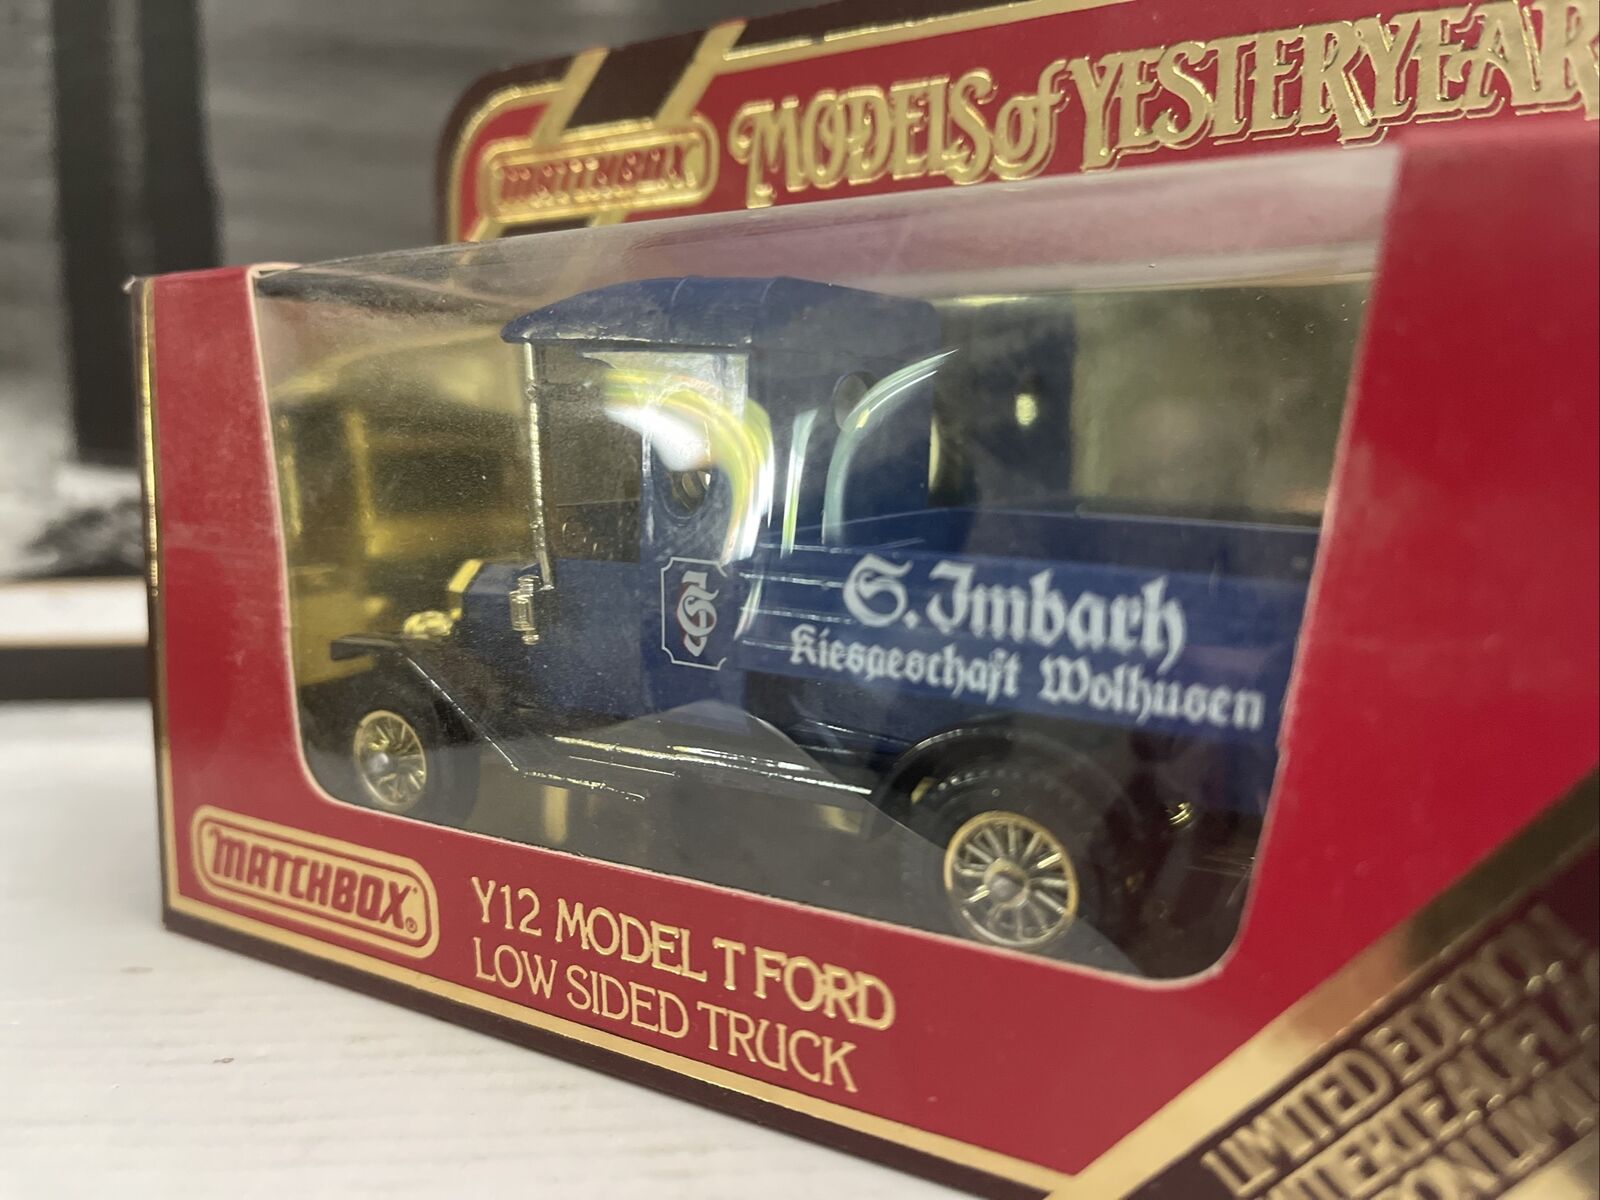 MATCHBOX
MODELS of YESTERYEAR
S
S. Imbach
Kiesgeschäft Wolhusen
MATCHBOX®
Y12 MODEL T FORD
LOW SIDED TRUCK
LIMITED EDITION